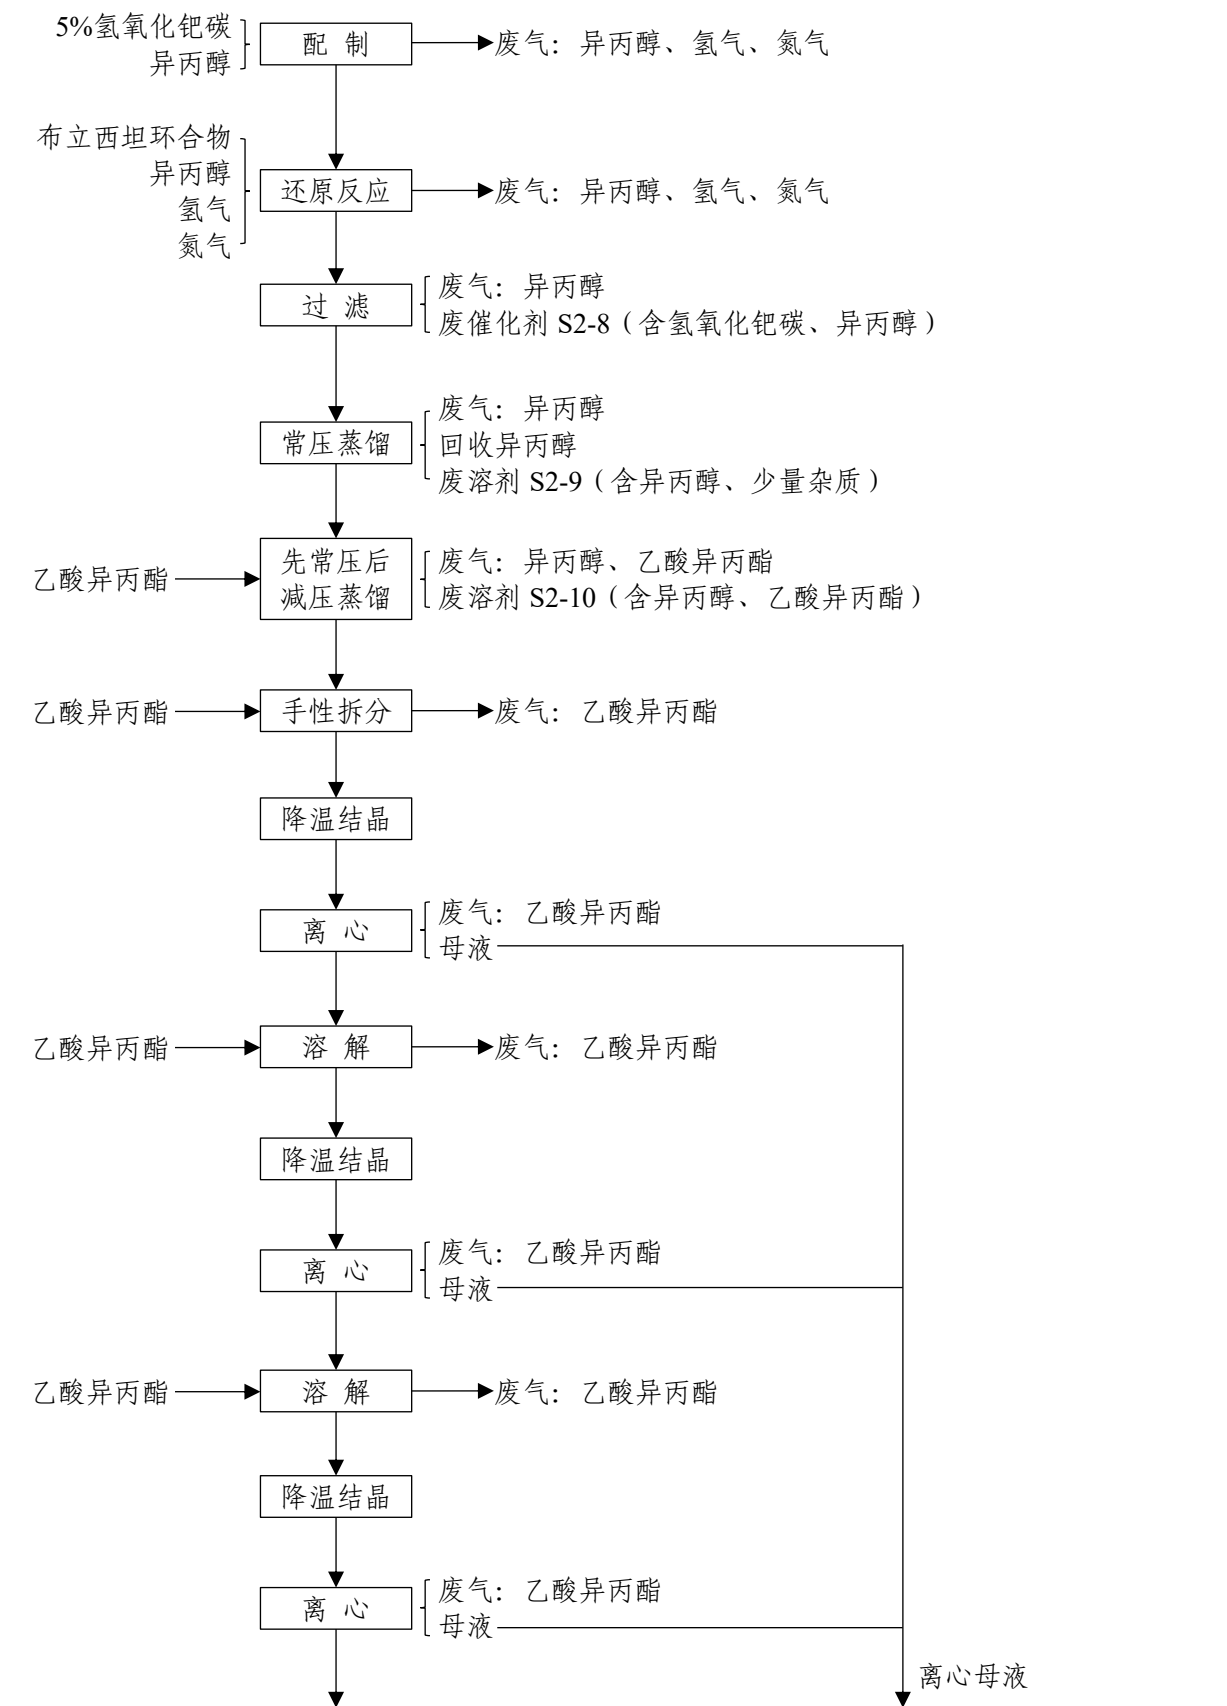 5%氢氧化钯碳
异丙醇
配 制
废气：异丙醇、氢气、氮气
布立西坦环合物
异丙醇
氢气
氮气
还原反应
废气：异丙醇、氢气、氮气
过 滤
废气：异丙醇
废催化剂 S2-8（含氢氧化钯碳、异丙醇）
常压蒸馏
废气：异丙醇
回收异丙醇
废溶剂 S2-9（含异丙醇、少量杂质）
乙酸异丙酯
先常压后
减压蒸馏
废气：异丙醇、乙酸异丙酯
废溶剂 S2-10（含异丙醇、乙酸异丙酯）
乙酸异丙酯
手性拆分
废气：乙酸异丙酯
降温结晶
离 心
废气：乙酸异丙酯
母液
乙酸异丙酯
溶 解
废气：乙酸异丙酯
降温结晶
离 心
废气：乙酸异丙酯
母液
乙酸异丙酯
溶 解
废气：乙酸异丙酯
降温结晶
离 心
废气：乙酸异丙酯
母液
离心母液